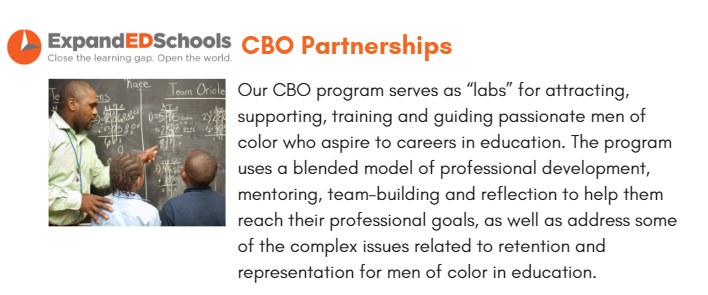 ExpandEDSchools
Close the learning gap. Open the world.
CBO Partnerships
Team Oriole
Our CBO program serves as “labs” for attracting,
supporting, training and guiding passionate men of
color who aspire to careers in education. The program
uses a blended model of professional development,
mentoring, team-building and reflection to help them
reach their professional goals, as well as address some
of the complex issues related to retention and
representation for men of color in education.